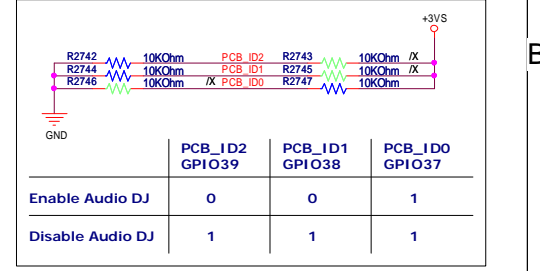 +3VS
R2742 10KOhm PCB_ID2 R2743 10KOhm /X
R2744 10KOhm PCB_ID1 R2745 10KOhm /X
R2746 10KOhm /X PCB_ID0 R2747 10KOhm
GND
PCB_ID2 PCB_ID1 PCB_ID0
GPIO39 GPIO38 GPIO37
Enable Audio DJ 0 0 1
Disable Audio DJ 1 1 1